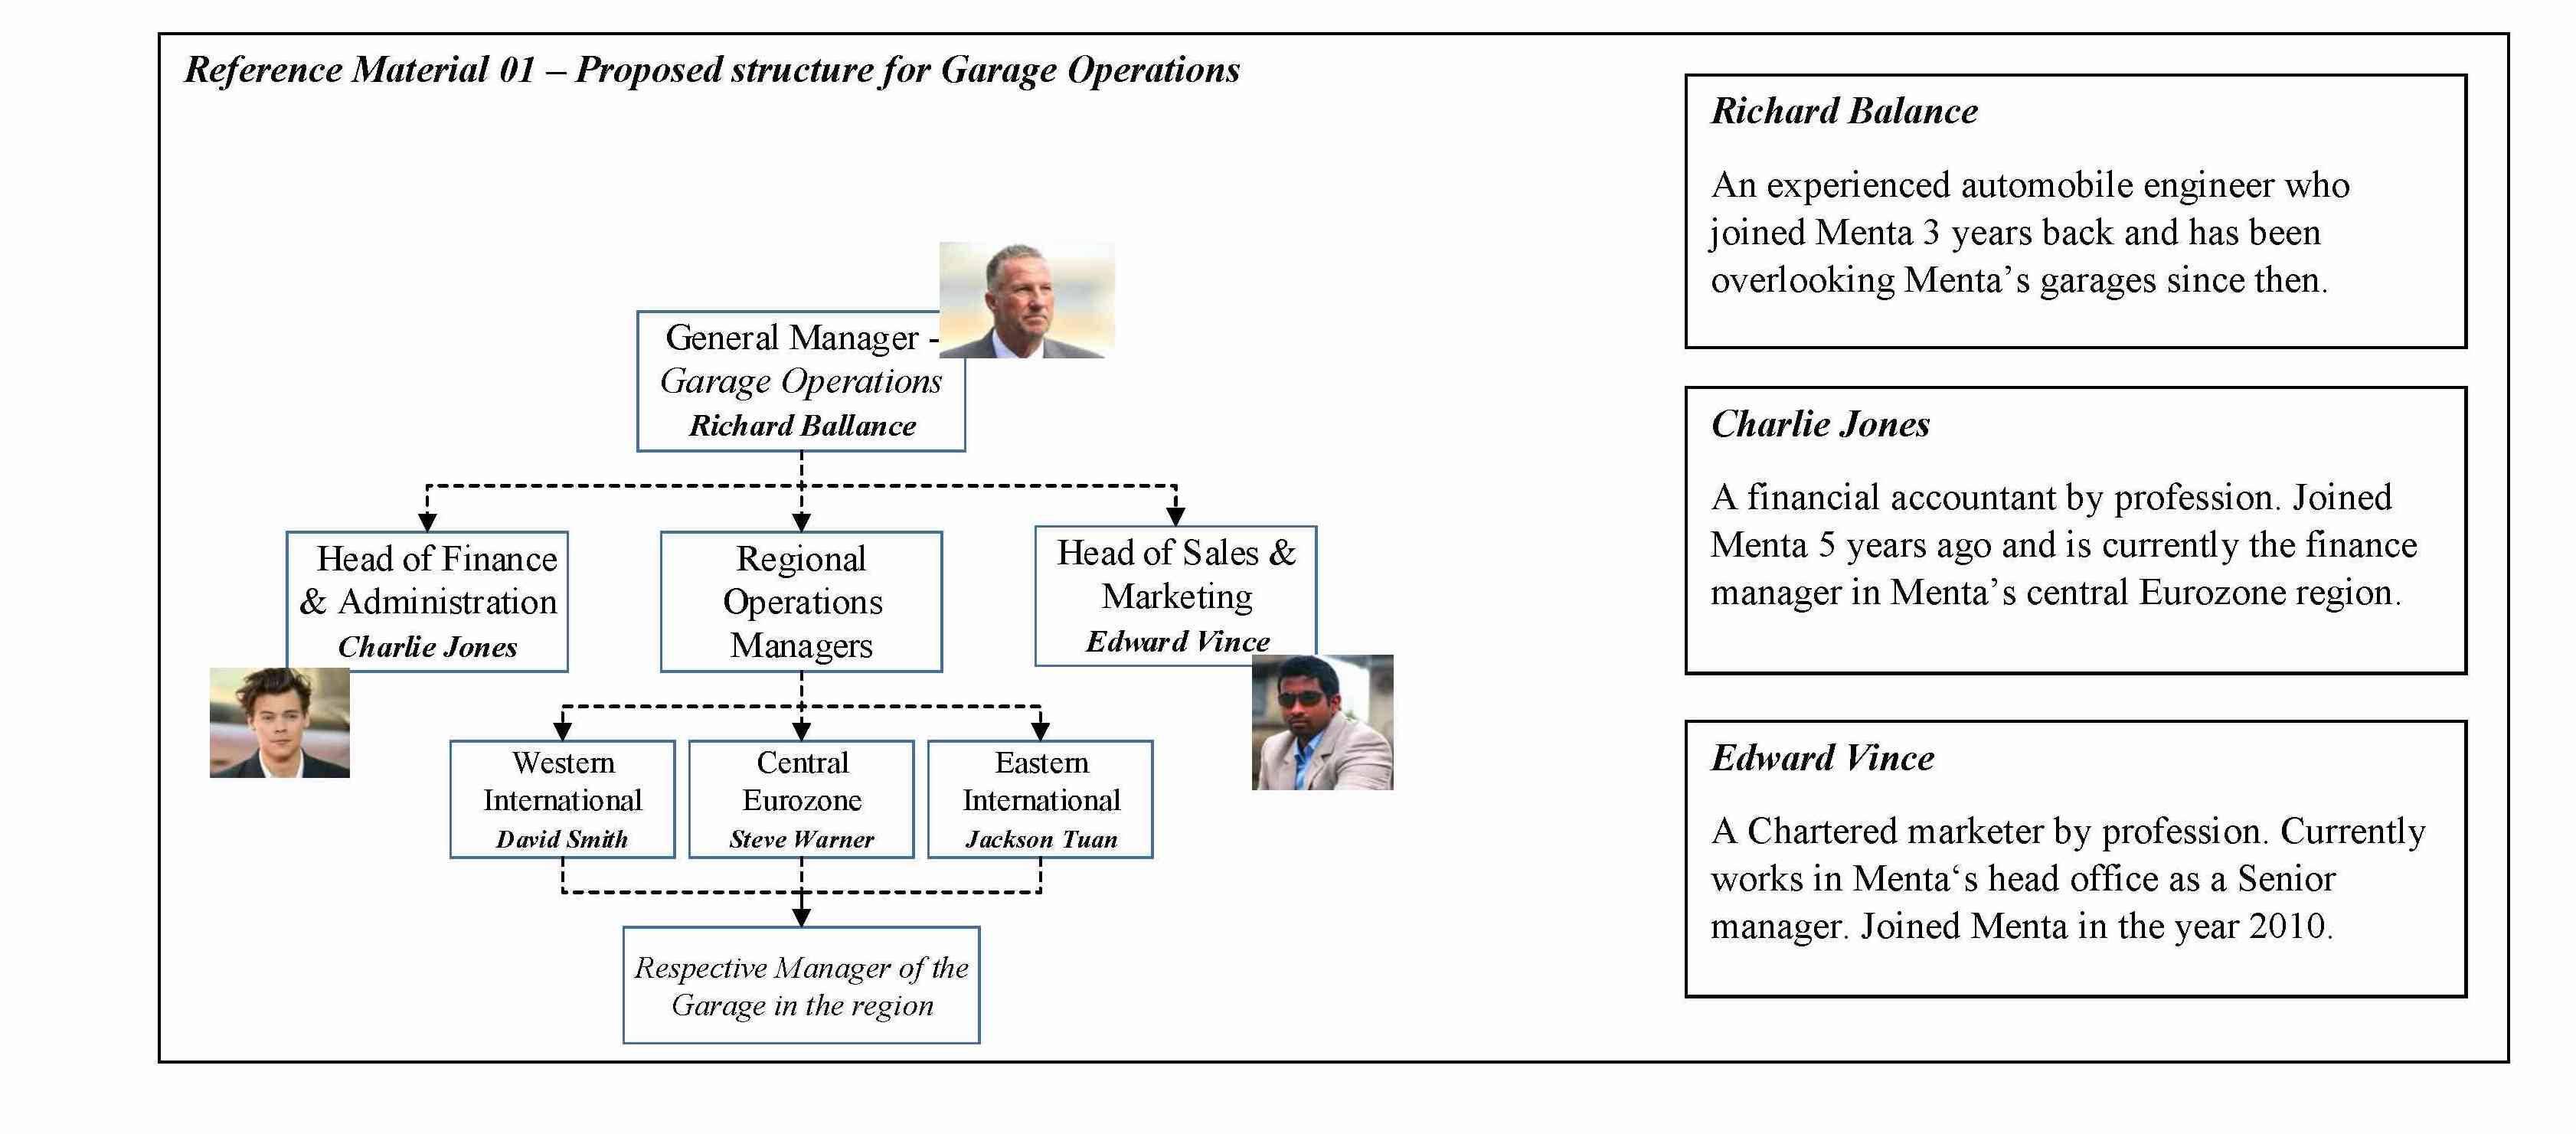 Reference Material 01 – Proposed structure for Garage Operations
General Manager -
Garage Operations
Richard Ballance
Head of Finance
& Administration
Charlie Jones
Regional
Operations
Managers
Head of Sales &
Marketing
Edward Vince
Western
International
David Smith
Central
Eurozone
Steve Warner
Eastern
International
Jackson Tuan
Respective Manager of the
Garage in the region
Richard Balance
An experienced automobile engineer who
joined Menta 3 years back and has been
overlooking Menta’s garages since then.
Charlie Jones
A financial accountant by profession. Joined
Menta 5 years ago and is currently the finance
manager in Menta’s central Eurozone region.
Edward Vince
A Chartered marketer by profession. Currently
works in Menta‘s head office as a Senior
manager. Joined Menta in the year 2010.